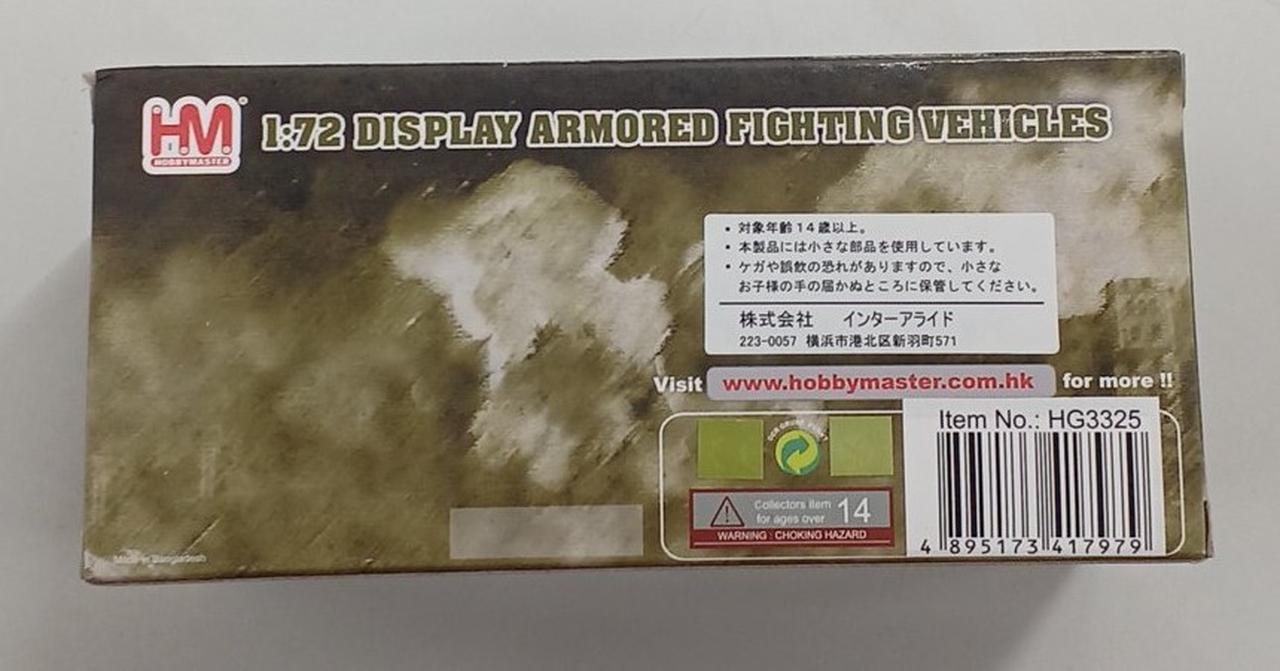 HM
HOBBYMASTER
1:72 DISPLAY ARMORED FIGHTING VEHICLES
・対象年齢14歳以上。
・本製品には小さな部品を使用しています。
・ケガや誤飲の恐れがありますので、小さな
お子様の手の届かぬところに保管してください。
株式会社 インターアライド
223-0057 横浜市港北区新羽町571
Visit www.hobbymaster.com.hk for more !!
Item No.: HG3325
DER GRÜNE PUNKT
Collectors item
for ages over 14
WARNING : CHOKING HAZARD
4 895173 417979
Made in Bangladesh